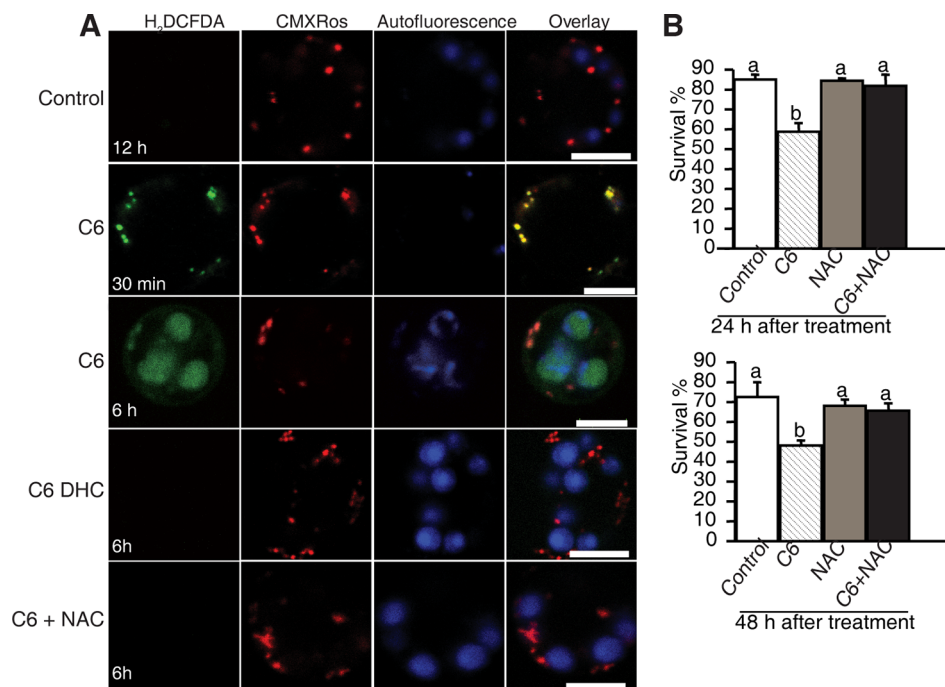 A
H₂DCFDA CMXRos Autofluorescence Overlay
Control
12 h
C6
30 min
C6
6 h
C6 DHC
6h
C6 + NAC
6h
B
Survival %
90
80
70
60
50
40
30
20
10
0
a
b
a
a
Control
C6
NAC
C6+NAC
24 h after treatment
Survival %
90
80
70
60
50
40
30
20
10
0
a
b
a
a
Control
C6
NAC
C6+NAC
48 h after treatment